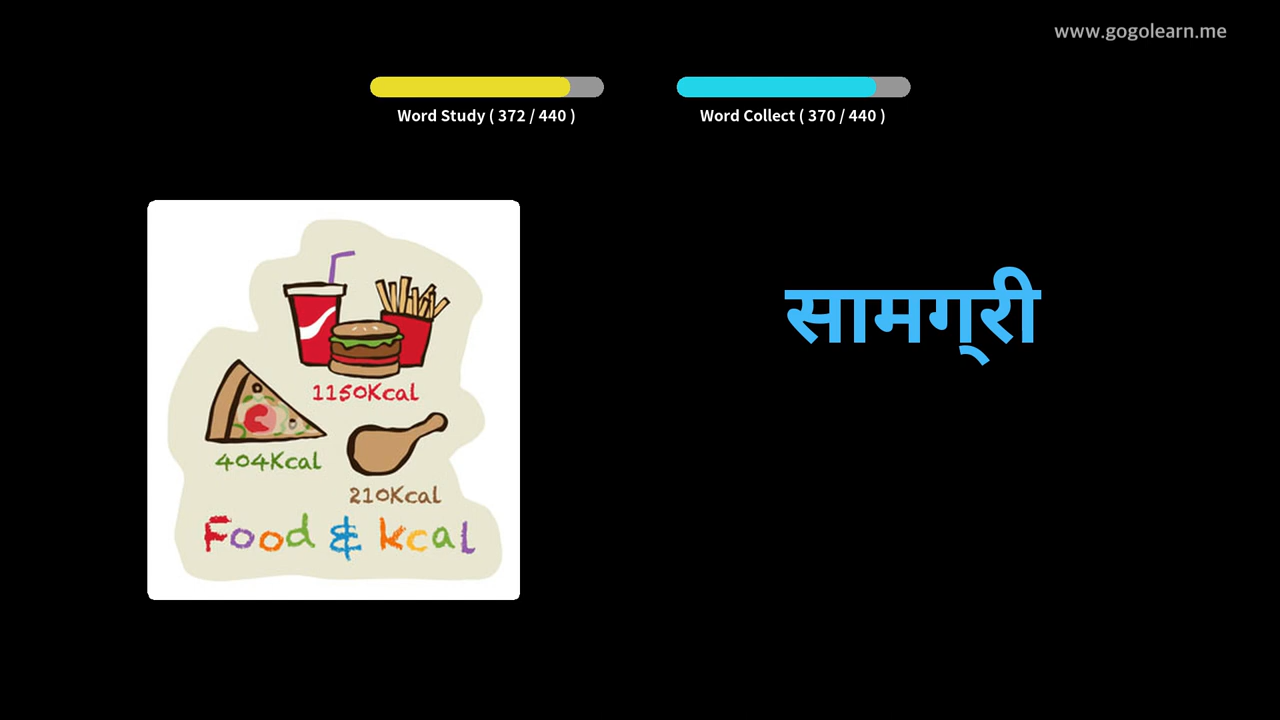 www.gogolearn.me
Word Study ( 372 / 440 )
Word Collect ( 370 / 440 )
सामग्‌री
1150Kcal
404Kcal
210Kcal
Food & kcal